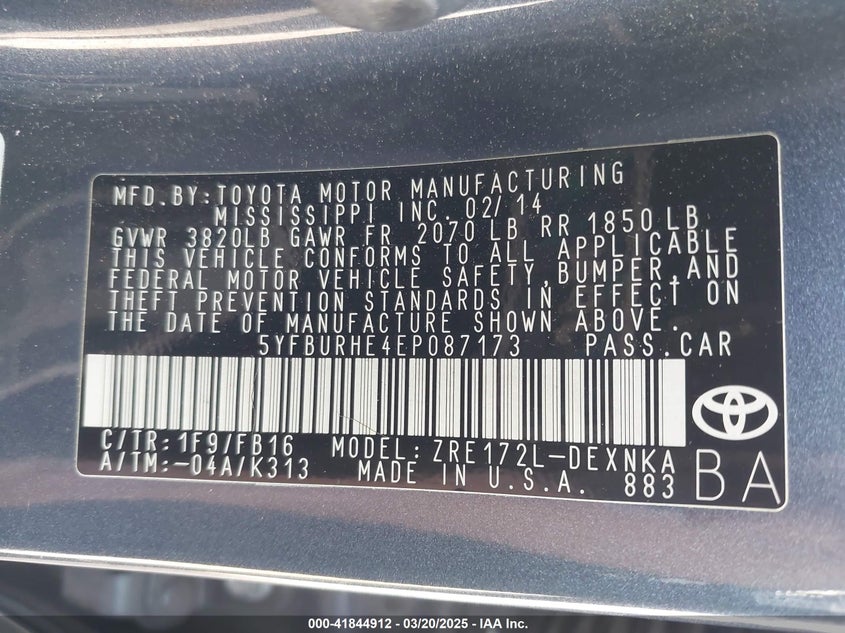 MFD. BY: TOYOTA MOTOR MANUFACTURING
MISSISSIPPI INC. 02/14
GVWR 3820LB GAWR FR 2070 LB RR 1850 LB
THIS VEHICLE CONFORMS TO ALL APPLICABLE
FEDERAL MOTOR VEHICLE SAFETY, BUMPER, AND
THEFT PREVENTION STANDARDS IN EFFECT ON
THE DATE OF MANUFACTURE SHOWN ABOVE.
5YFBURHE4EP087173 PASS. CAR
C/TR: 1F9/FB16 MODEL: ZRE172L-DEXNKA
A/TM: -04A/K313 MADE IN U.S.A. 883 BA
000-41844912 — 03/20/2025 — IAA Inc.